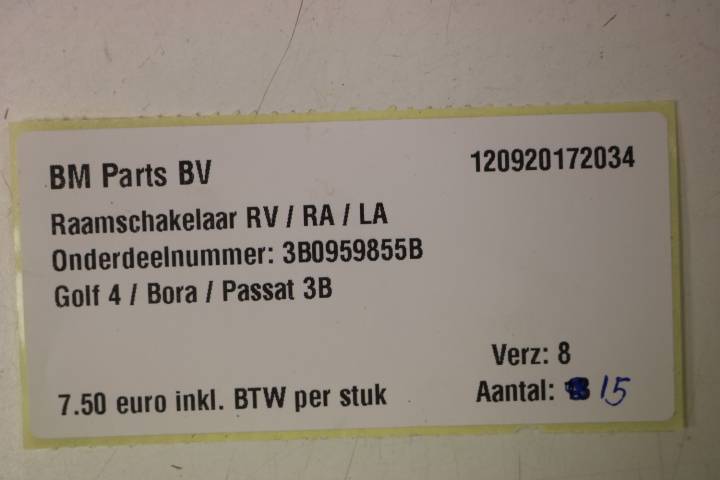 BM Parts BV 120920172034
Raamschakelaar RV / RA / LA
Onderdeelnummer: 3B0959855B
Golf 4 / Bora / Passat 3B
Verz: 8
7.50 euro inkl. BTW per stuk Aantal: 15